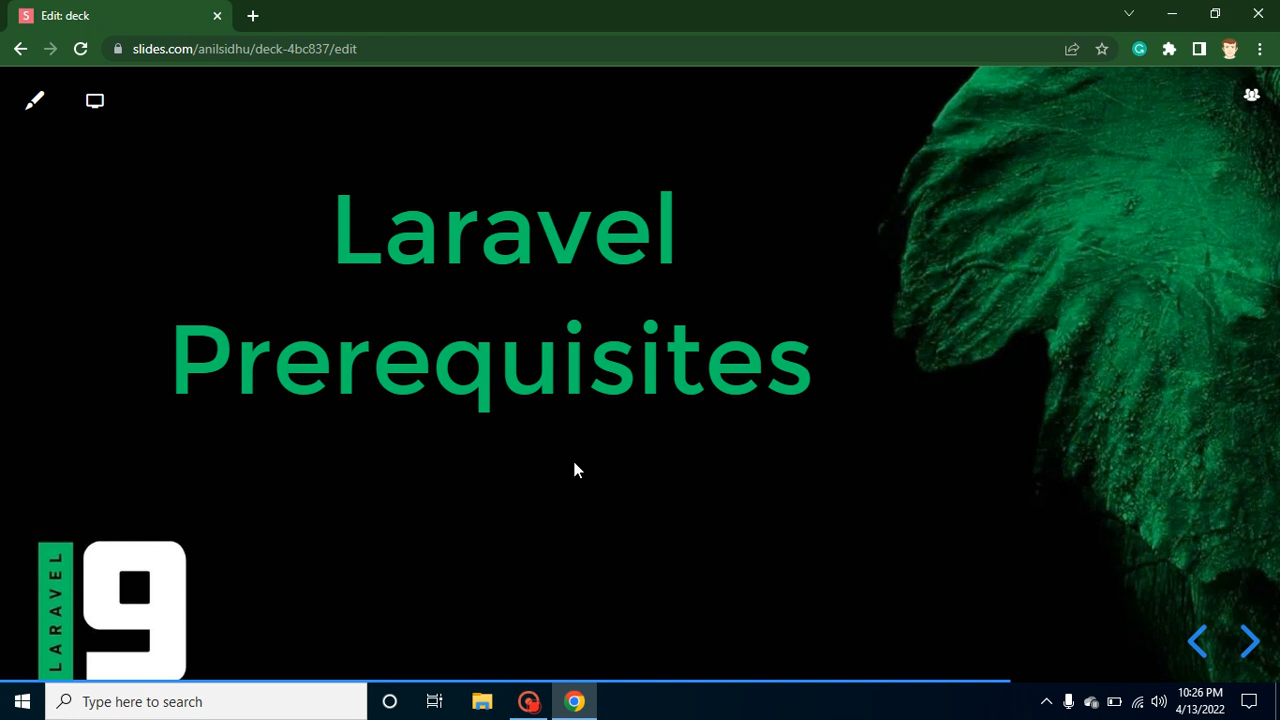 Edit: deck
slides.com/anilsidhu/deck-4bc837/edit
Laravel
Prerequisites
LARAVEL
9
Type here to search
10:26 PM
4/13/2022